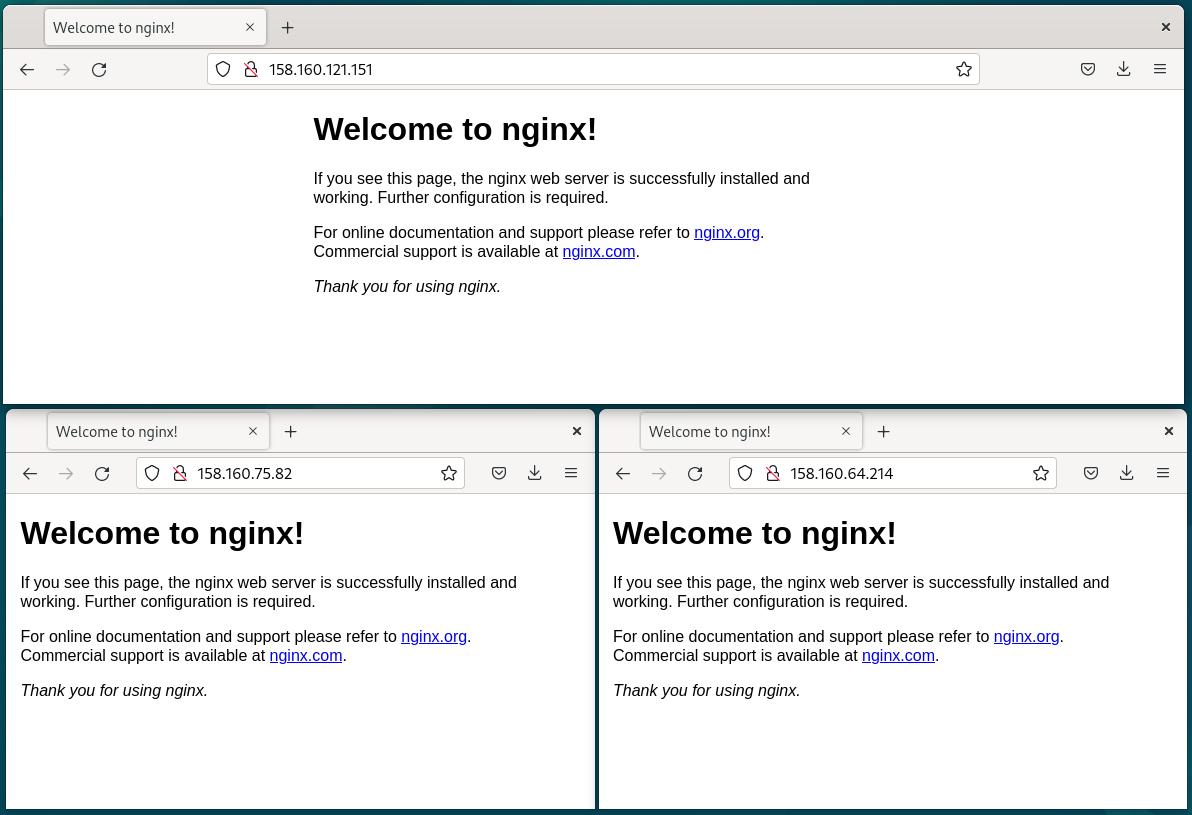 Welcome to nginx!
158.160.121.151
Welcome to nginx!
If you see this page, the nginx web server is successfully installed and
working. Further configuration is required.
For online documentation and support please refer to nginx.org.
Commercial support is available at nginx.com.
Thank you for using nginx.
Welcome to nginx!
158.160.75.82
Welcome to nginx!
If you see this page, the nginx web server is successfully installed and
working. Further configuration is required.
For online documentation and support please refer to nginx.org.
Commercial support is available at nginx.com.
Thank you for using nginx.
Welcome to nginx!
158.160.64.214
Welcome to nginx!
If you see this page, the nginx web server is successfully installed and
working. Further configuration is required.
For online documentation and support please refer to nginx.org.
Commercial support is available at nginx.com.
Thank you for using nginx.